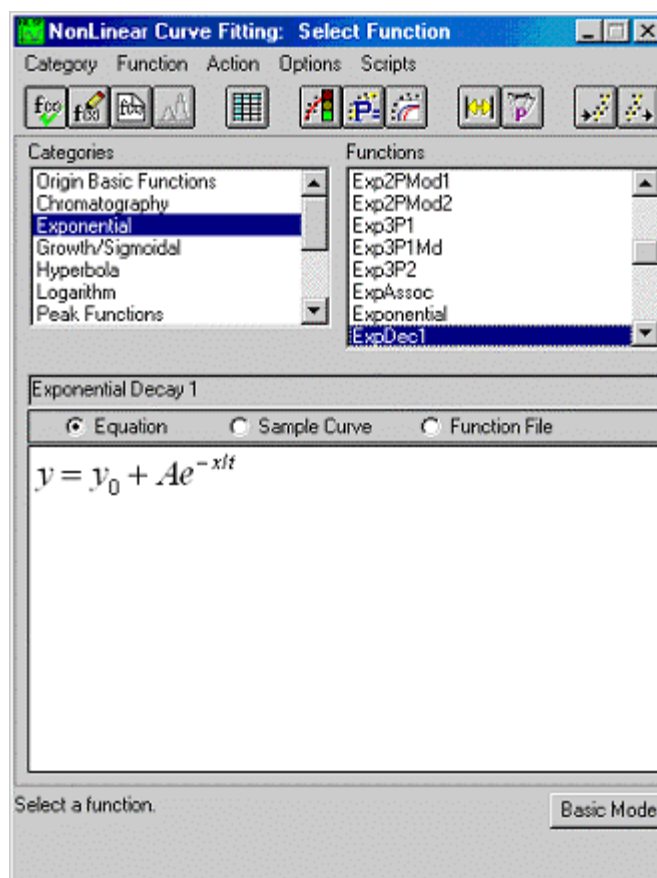 NonLinear Curve Fitting: Select Function
Category Function Action Options Scripts
f(x) f(x) f(x) P= P
Categories Functions
Origin Basic Functions
Chromatography
Exponential
Growth/Sigmoidal
Hyperbola
Logarithm
Peak Functions
Exp2PMod1
Exp2PMod2
Exp3P1
Exp3P1Md
Exp3P2
ExpAssoc
Exponential
ExpDec1
Exponential Decay 1
Equation Sample Curve Function File
y = y₀ + Ae^{-x/t}
Select a function. Basic Mode